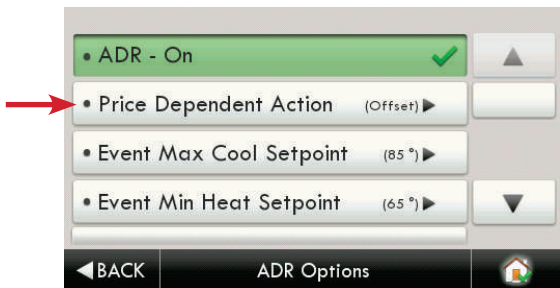 • ADR - On
• Price Dependent Action (Offset)
• Event Max Cool Setpoint (85°)
• Event Min Heat Setpoint (65°)
BACK ADR Options